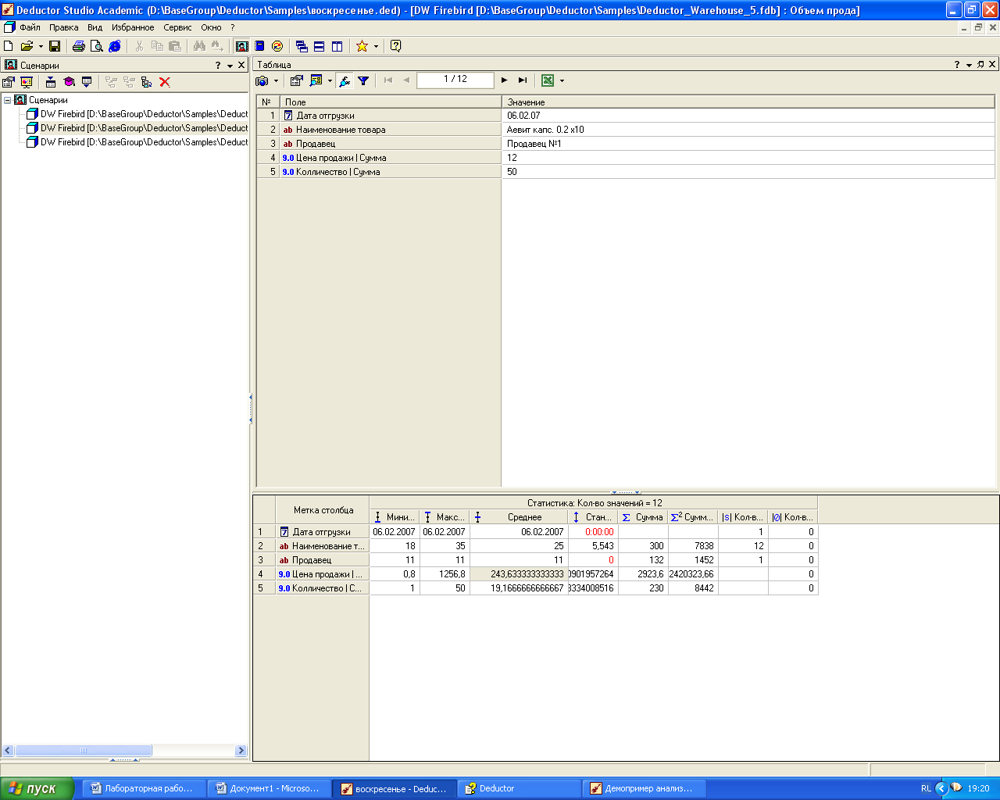 Deductor Studio Academic (D:\BaseGroup\Deductor\Samples\воскресенье.ded) - [DW Firebird [D:\BaseGroup\Deductor\Samples\Deductor_Warehouse_5.fdb] : Объем прода]
Файл Правка Вид Избранное Сервис Окно ?
Сценарии ?
Таблица ?
1 / 12
Сценарии
DW Firebird [D:\BaseGroup\Deductor\Samples\Deduct
DW Firebird [D:\BaseGroup\Deductor\Samples\Deduct
DW Firebird [D:\BaseGroup\Deductor\Samples\Deduct
№ Поле Значение
1 7 Дата отгрузки 06.02.07
2 ab Наименование товара Аевит капс. 0.2 x10
3 ab Продавец Продавец №1
4 9.0 Цена продажи | Сумма 12
5 9.0 Колличество | Сумма 50
Метка столбца Статистика: Кол-во значений = 12
Мини... Макс... Среднее Стан... Σ Сумма Σ² Сумм... |s| Кол-в... |Ø| Кол-в...
1 7 Дата отгрузки 06.02.2007 06.02.2007 06.02.2007 0:00:00 1 0
2 ab Наименование т... 18 35 25 5,543 300 7838 12 0
3 ab Продавец 11 11 11 0 132 1452 1 0
4 9.0 Цена продажи | ... 0,8 1256,8 243,633333333333 0901957264 2923,6 2420323,66 0
5 9.0 Колличество | С... 1 50 19,1666666666667 3334008516 230 8442 0
пуск Лабораторная рабо... Документ1 - Microso... воскресенье - Deduc... Deductor Демопример анализ... RL 19:20